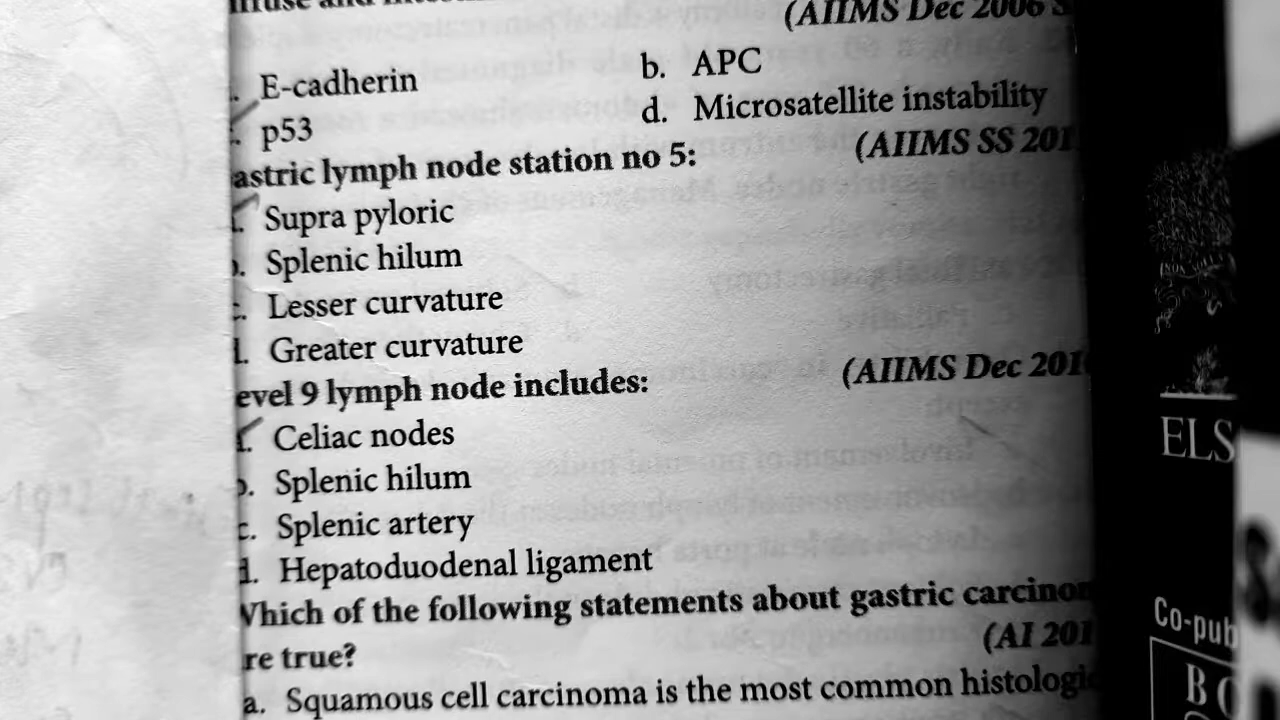 (AIIMS Dec 2006
E-cadherin
b. APC
p53
d. Microsatellite instability
astric lymph node station no 5:
(AIIMS SS 201
Supra pyloric
Splenic hilum
Lesser curvature
Greater curvature
evel 9 lymph node includes:
(AIIMS Dec 201
Celiac nodes
Splenic hilum
c. Splenic artery
d. Hepatoduodenal ligament
Which of the following statements about gastric carcinom
re true?
(AI 201
a. Squamous cell carcinoma is the most common histologi
ELS
Co-pub
B